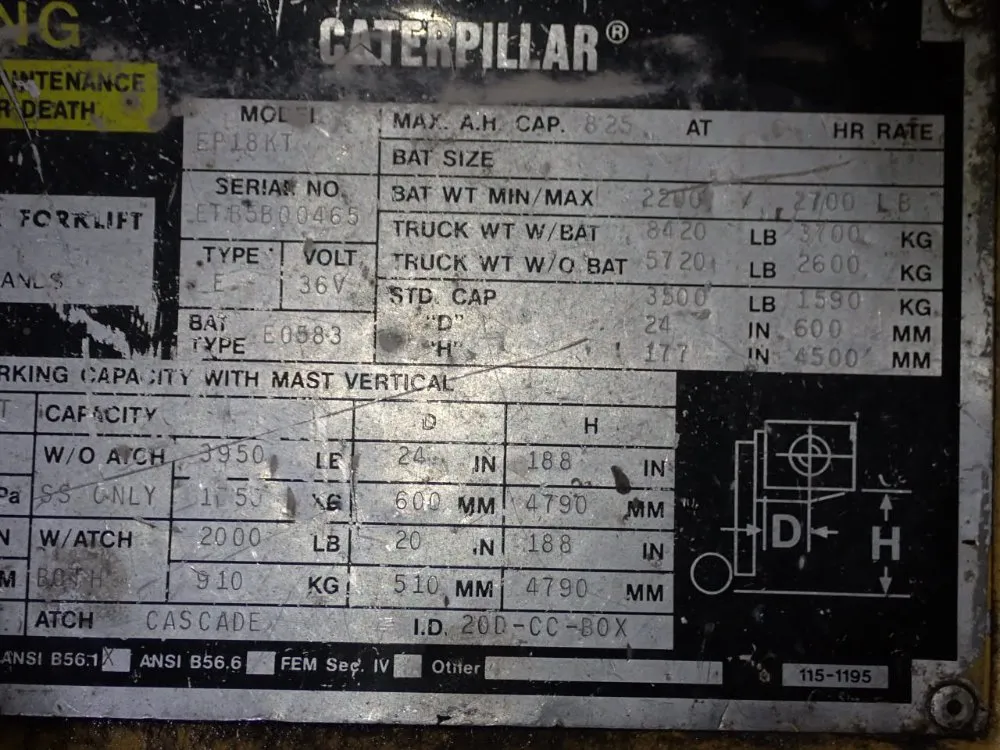 NG
CATERPILLAR®
INTENANCE
R DEATH
MODEL
EP18KT
MAX. A.H. CAP. 825 AT HR RATE
BAT SIZE
SERIAL NO.
ETB5B00465
BAT WT MIN/MAX 2200 / 2700 LB
FORKLIFT
TRUCK WT W/BAT 8420 LB 3700 KG
TYPE VOLT
TRUCK WT W/O BAT 5720 LB 2600 KG
E 36V
STD. CAP 3500 LB 1590 KG
BAT TYPE E0583
"D" 24 IN 600 MM
"H" 177 IN 4500 MM
RKING CAPACITY WITH MAST VERTICAL
T CAPACITY D H
W/O ATCH 3950 LB 24 IN 188 IN
Pa SS ONLY KG 600 MM 4790 MM
N W/ATCH 2000 LB 20 IN 188 IN
M BOTH 910 KG 510 MM 4790 MM
ATCH CASCADE I.D. 20D-CC-BOX
D H
ANSI B56.1 X ANSI B56.6 FEM Sec. IV Other
115-1195